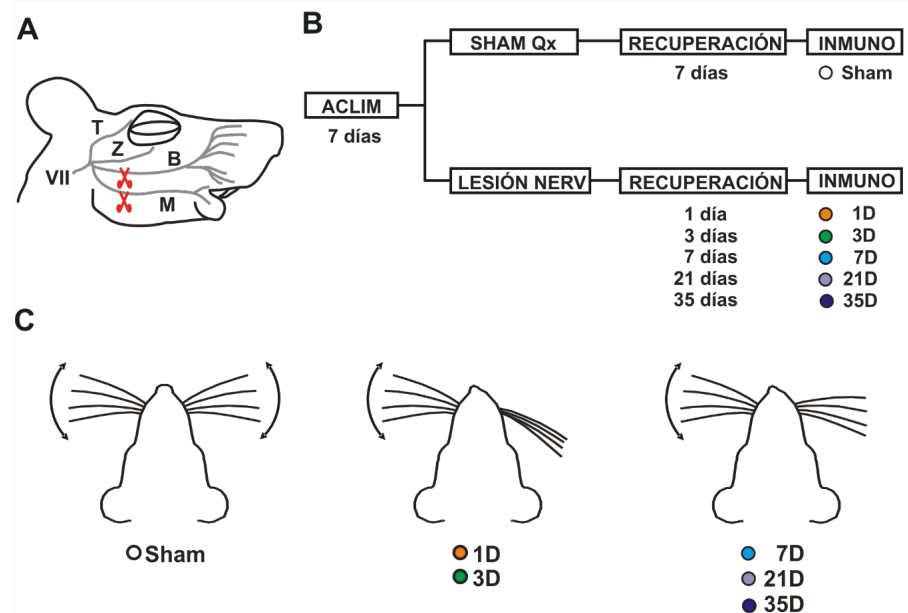 A
T
Z
B
VII
M
B
SHAM Qx
RECUPERACIÓN
INMUNO
7 días
Sham
ACLIM
7 días
LESIÓN NERV
RECUPERACIÓN
INMUNO
1 día
1D
3 días
3D
7 días
7D
21 días
21D
35 días
35D
C
Sham
1D
3D
7D
21D
35D